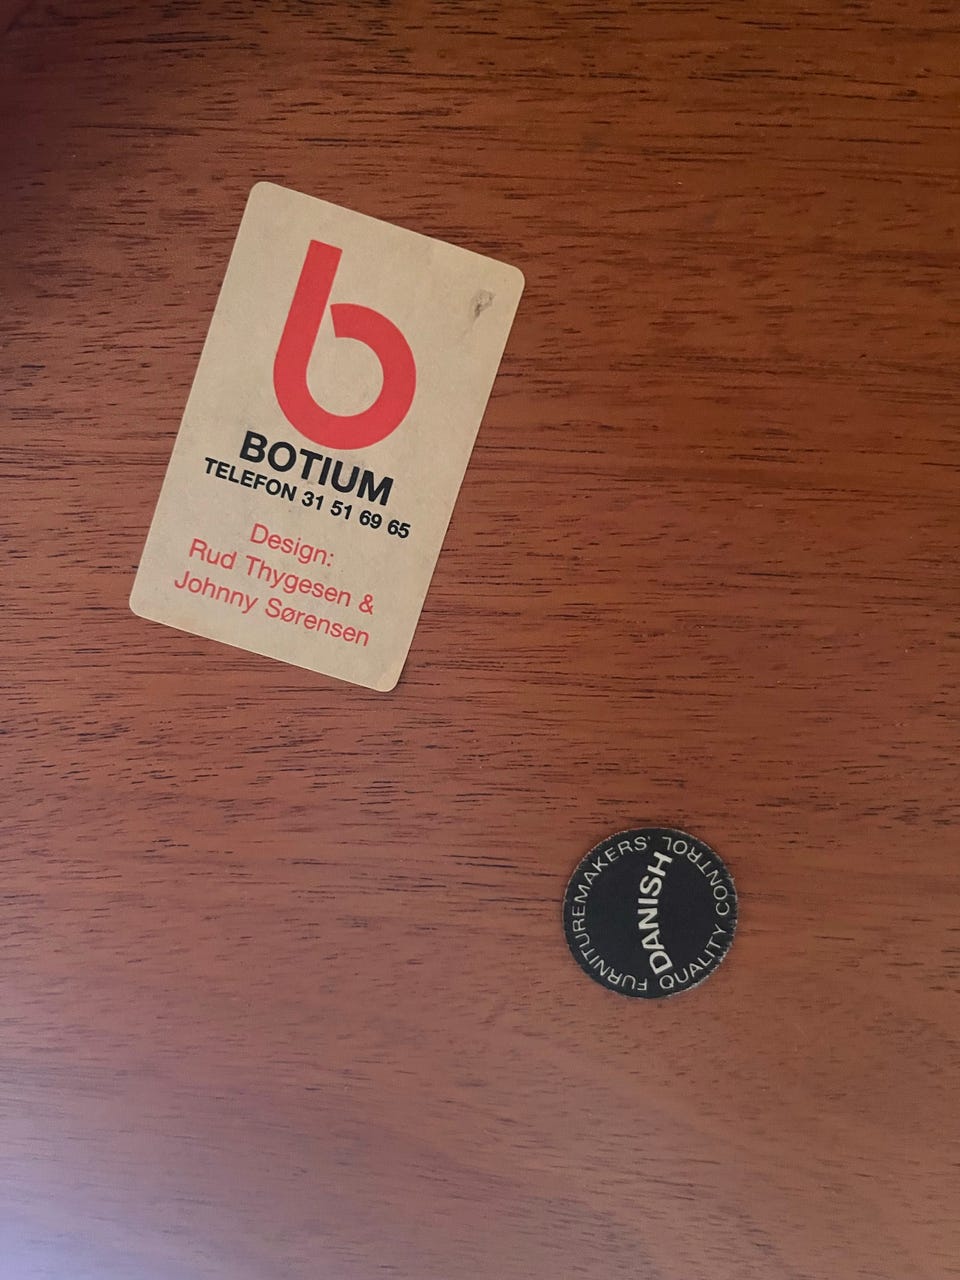 b
BOTIUM
TELEFON 31 51 69 65
Design:
Rud Thygesen &
Johnny Sørensen
DANISH
FURNITUREMAKERS'
QUALITY CONTROL